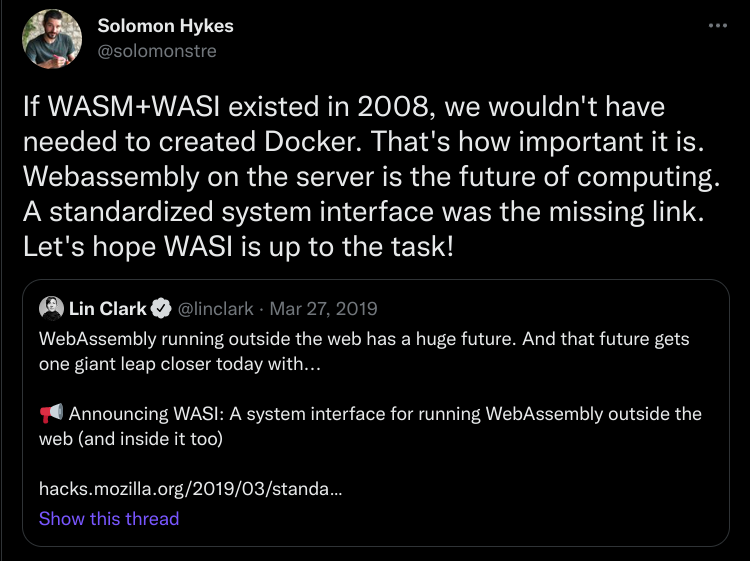 Solomon Hykes
@solomonstre
If WASM+WASI existed in 2008, we wouldn't have
needed to created Docker. That's how important it is.
Webassembly on the server is the future of computing.
A standardized system interface was the missing link.
Let's hope WASI is up to the task!
Lin Clark @linclark · Mar 27, 2019
WebAssembly running outside the web has a huge future. And that future gets
one giant leap closer today with...
📢 Announcing WASI: A system interface for running WebAssembly outside the
web (and inside it too)
hacks.mozilla.org/2019/03/standa...
Show this thread